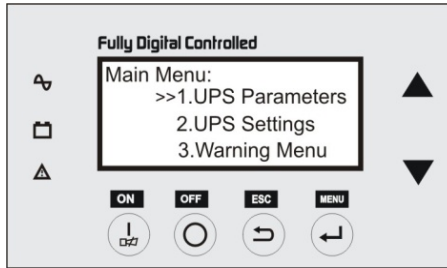 Fully Digital Controlled
Main Menu:
>>1.UPS Parameters
2.UPS Settings
3.Warning Menu
ON OFF ESC MENU